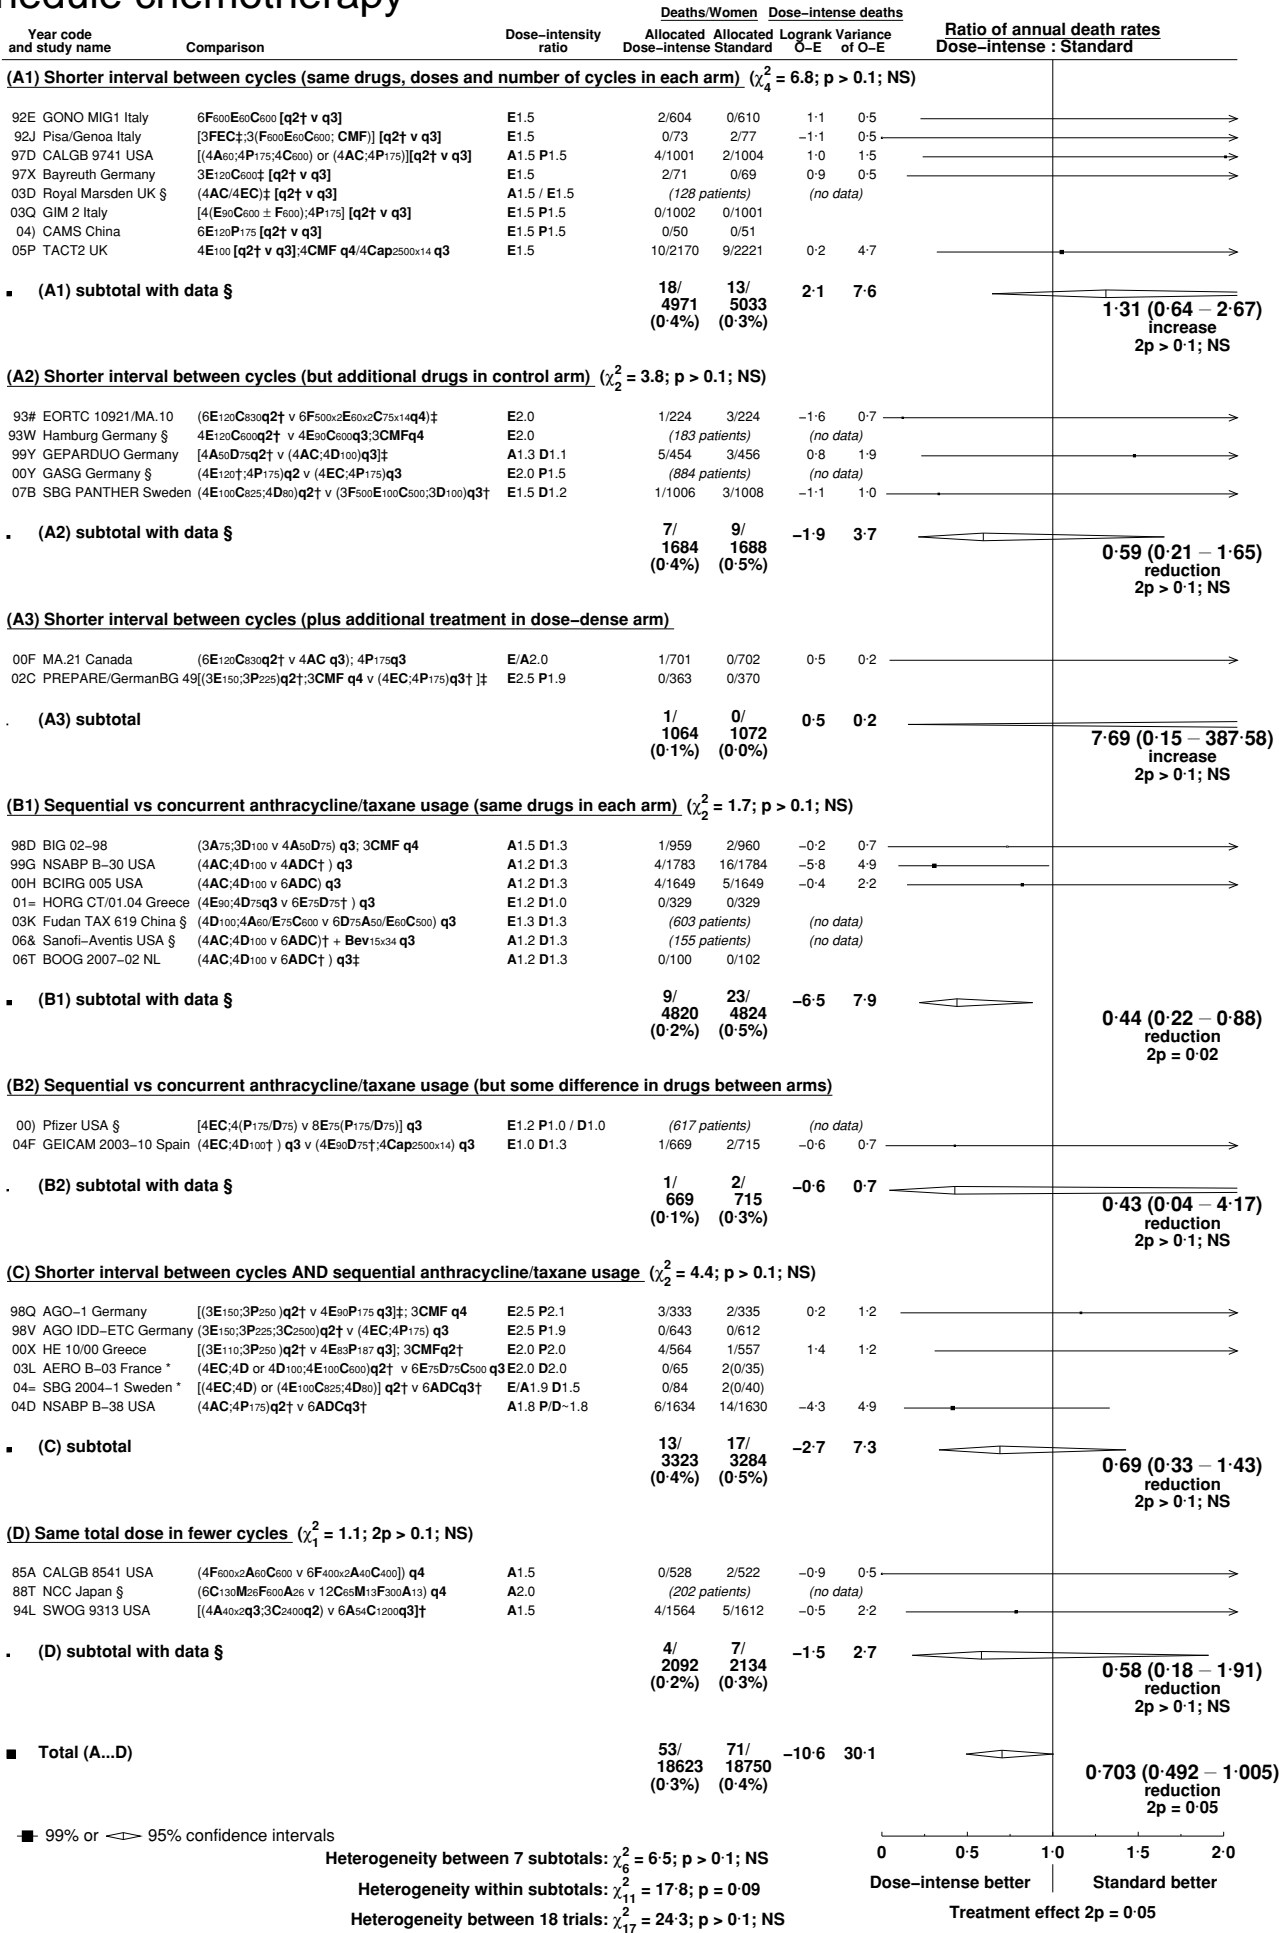 nedule chemotherapy
Deaths/Women Dose−intense deaths
Year code and study name Comparison Dose−intensity ratio Allocated Dose−intense Allocated Standard Logrank O−E Variance of O−E Ratio of annual death rates Dose−intense : Standard
(A1) Shorter interval between cycles (same drugs, doses and number of cycles in each arm) (χ²₄ = 6.8; p > 0.1; NS)
92E GONO MIG1 Italy 6F600E60C600 [q2† v q3] E1.5 2/604 0/610 1·1 0·5
92J Pisa/Genoa Italy [3FEC‡;3(F600E60C600; CMF)] [q2† v q3] E1.5 0/73 2/77 −1·1 0·5
97D CALGB 9741 USA [(4A60;4P175;4C600) or (4AC;4P175)][q2† v q3] A1.5 P1.5 4/1001 2/1004 1·0 1·5
97X Bayreuth Germany 3E120C600‡ [q2† v q3] E1.5 2/71 0/69 0·9 0·5
03D Royal Marsden UK § (4AC/4EC)‡ [q2† v q3] A1.5 / E1.5 (128 patients) (no data)
03Q GIM 2 Italy [4(E90C600 ± F600);4P175] [q2† v q3] E1.5 P1.5 0/1002 0/1001
04) CAMS China 6E120P175 [q2† v q3] E1.5 P1.5 0/50 0/51
05P TACT2 UK 4E100 [q2† v q3];4CMF q4/4Cap2500x14 q3 E1.5 10/2170 9/2221 0·2 4·7
(A1) subtotal with data § 18/4971 (0·4%) 13/5033 (0·3%) 2·1 7·6
1·31 (0·64 − 2·67)
increase
2p > 0·1; NS
(A2) Shorter interval between cycles (but additional drugs in control arm) (χ²₂ = 3.8; p > 0.1; NS)
93# EORTC 10921/MA.10 (6E120C830q2† v 6F500x2E60x2C75x14q4)‡ E2.0 1/224 3/224 −1·6 0·7
93W Hamburg Germany § 4E120C600q2† v 4E90C600q3;3CMFq4 E2.0 (183 patients) (no data)
99Y GEPARDUO Germany [4A50D75q2† v (4AC;4D100)q3]‡ A1.3 D1.1 5/454 3/456 0·8 1·9
00Y GASG Germany § (4E120†;4P175)q2 v (4EC;4P175)q3 E2.0 P1.5 (884 patients) (no data)
07B SBG PANTHER Sweden (4E100C825;4D80)q2† v (3F500E100C500;3D100)q3† E1.5 D1.2 1/1006 3/1008 −1·1 1·0
(A2) subtotal with data § 7/1684 (0·4%) 9/1688 (0·5%) −1·9 3·7
0·59 (0·21 − 1·65)
reduction
2p > 0·1; NS
(A3) Shorter interval between cycles (plus additional treatment in dose−dense arm)
00F MA.21 Canada (6E120C830q2† v 4AC q3); 4P175q3 E/A2.0 1/701 0/702 0·5 0·2
02C PREPARE/GermanBG 49 [(3E150;3P225)q2†;3CMF q4 v (4EC;4P175)q3† ]‡ E2.5 P1.9 0/363 0/370
(A3) subtotal 1/1064 (0·1%) 0/1072 (0·0%) 0·5 0·2
7·69 (0·15 − 387·58)
increase
2p > 0·1; NS
(B1) Sequential vs concurrent anthracycline/taxane usage (same drugs in each arm) (χ²₂ = 1.7; p > 0.1; NS)
98D BIG 02−98 (3A75;3D100 v 4A50D75) q3; 3CMF q4 A1.5 D1.3 1/959 2/960 −0·2 0·7
99G NSABP B−30 USA (4AC;4D100 v 4ADC† ) q3 A1.2 D1.3 4/1783 16/1784 −5·8 4·9
00H BCIRG 005 USA (4AC;4D100 v 6ADC) q3 A1.2 D1.3 4/1649 5/1649 −0·4 2·2
01= HORG CT/01.04 Greece (4E90;4D75q3 v 6E75D75† ) q3 E1.2 D1.0 0/329 0/329
03K Fudan TAX 619 China § (4D100;4A60/E75C600 v 6D75A50/E60C500) q3 E1.3 D1.3 (603 patients) (no data)
06& Sanofi−Aventis USA § (4AC;4D100 v 6ADC)† + Bev15x34 q3 A1.2 D1.3 (155 patients) (no data)
06T BOOG 2007−02 NL (4AC;4D100 v 6ADC† ) q3‡ A1.2 D1.3 0/100 0/102
(B1) subtotal with data § 9/4820 (0·2%) 23/4824 (0·5%) −6·5 7·9
0·44 (0·22 − 0·88)
reduction
2p = 0·02
(B2) Sequential vs concurrent anthracycline/taxane usage (but some difference in drugs between arms)
00) Pfizer USA § [4EC;4(P175/D75) v 8E75(P175/D75)] q3 E1.2 P1.0 / D1.0 (617 patients) (no data)
04F GEICAM 2003−10 Spain (4EC;4D100† ) q3 v (4E90D75†;4Cap2500x14) q3 E1.0 D1.3 1/669 2/715 −0·6 0·7
(B2) subtotal with data § 1/669 (0·1%) 2/715 (0·3%) −0·6 0·7
0·43 (0·04 − 4·17)
reduction
2p > 0·1; NS
(C) Shorter interval between cycles AND sequential anthracycline/taxane usage (χ²₂ = 4.4; p > 0.1; NS)
98Q AGO−1 Germany [(3E150;3P250 )q2† v 4E90P175 q3]‡; 3CMF q4 E2.5 P2.1 3/333 2/335 0·2 1·2
98V AGO IDD−ETC Germany (3E150;3P225;3C2500)q2† v (4EC;4P175) q3 E2.5 P1.9 0/643 0/612
00X HE 10/00 Greece [(3E110;3P250 )q2† v 4E83P187 q3]; 3CMFq2† E2.0 P2.0 4/564 1/557 1·4 1·2
03L AERO B−03 France * (4EC;4D or 4D100;4E100C600)q2† v 6E75D75C500 q3 E2.0 D2.0 0/65 2(0/35)
04= SBG 2004−1 Sweden * [(4EC;4D) or (4E100C825;4D80)] q2† v 6ADCq3† E/A1.9 D1.5 0/84 2(0/40)
04D NSABP B−38 USA (4AC;4P175)q2† v 6ADCq3† A1.8 P/D~1.8 6/1634 14/1630 −4·3 4·9
(C) subtotal 13/3323 (0·4%) 17/3284 (0·5%) −2·7 7·3
0·69 (0·33 − 1·43)
reduction
2p > 0·1; NS
(D) Same total dose in fewer cycles (χ²₁ = 1.1; 2p > 0.1; NS)
85A CALGB 8541 USA (4F600x2A60C600 v 6F400x2A40C400]) q4 A1.5 0/528 2/522 −0·9 0·5
88T NCC Japan § (6C130M26F600A26 v 12C65M13F300A13) q4 A2.0 (202 patients) (no data)
94L SWOG 9313 USA [(4A40x2q3;3C2400q2) v 6A54C1200q3]† A1.5 4/1564 5/1612 −0·5 2·2
(D) subtotal with data § 4/2092 (0·2%) 7/2134 (0·3%) −1·5 2·7
0·58 (0·18 − 1·91)
reduction
2p > 0·1; NS
Total (A...D) 53/18623 (0·3%) 71/18750 (0·4%) −10·6 30·1
0·703 (0·492 − 1·005)
reduction
2p = 0·05
99% or 95% confidence intervals
0 0·5 1·0 1·5 2·0
Heterogeneity between 7 subtotals: χ²₆ = 6·5; p > 0·1; NS
Dose−intense better Standard better
Heterogeneity within subtotals: χ²₁₁ = 17·8; p = 0·09
Treatment effect 2p = 0·05
Heterogeneity between 18 trials: χ²₁₇ = 24·3; p > 0·1; NS